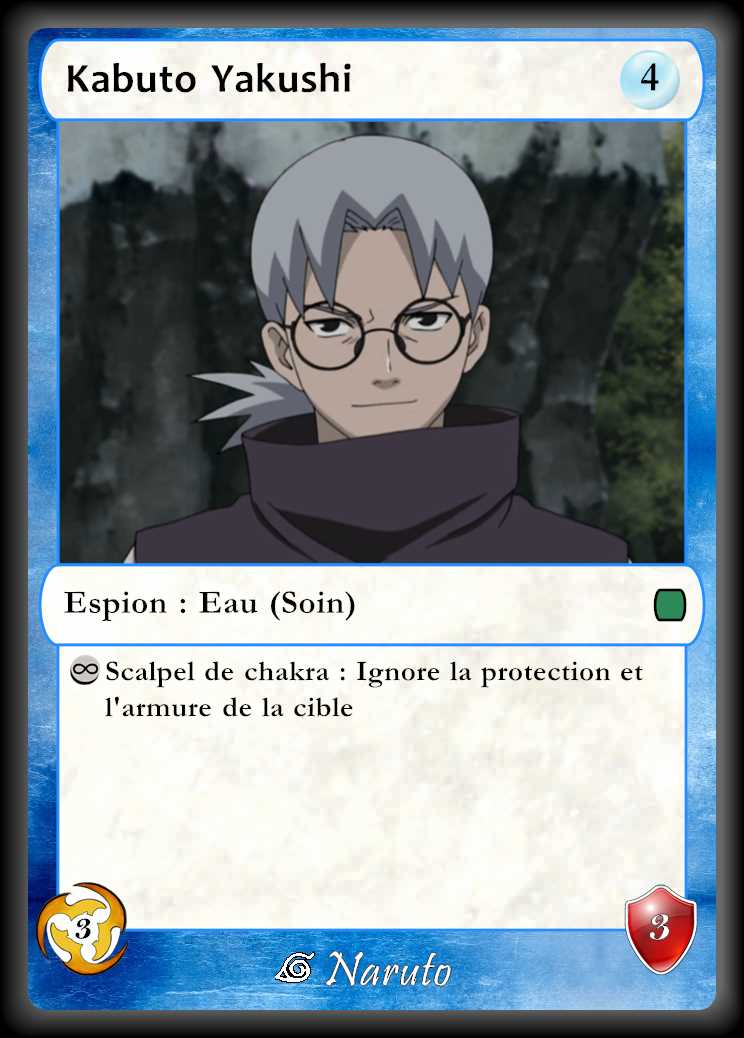 Kabuto Yakushi
4
Espion : Eau (Soin)
Scalpel de chakra : Ignore la protection et
l'armure de la cible
3
3
Naruto